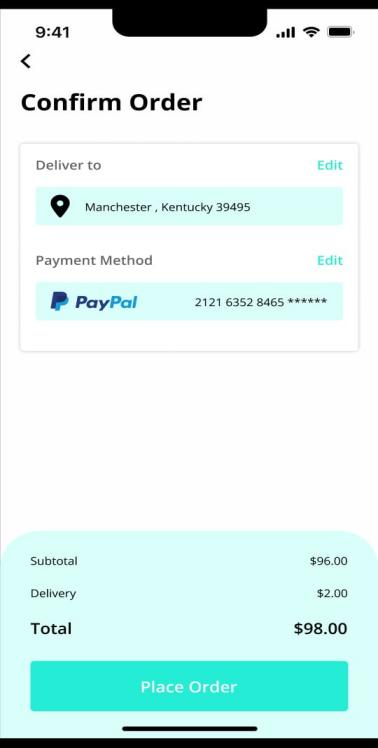 9:41
Confirm Order
Deliver to Edit
Manchester , Kentucky 39495
Payment Method Edit
PayPal 2121 6352 8465 ******
Subtotal $96.00
Delivery $2.00
Total $98.00
Place Order